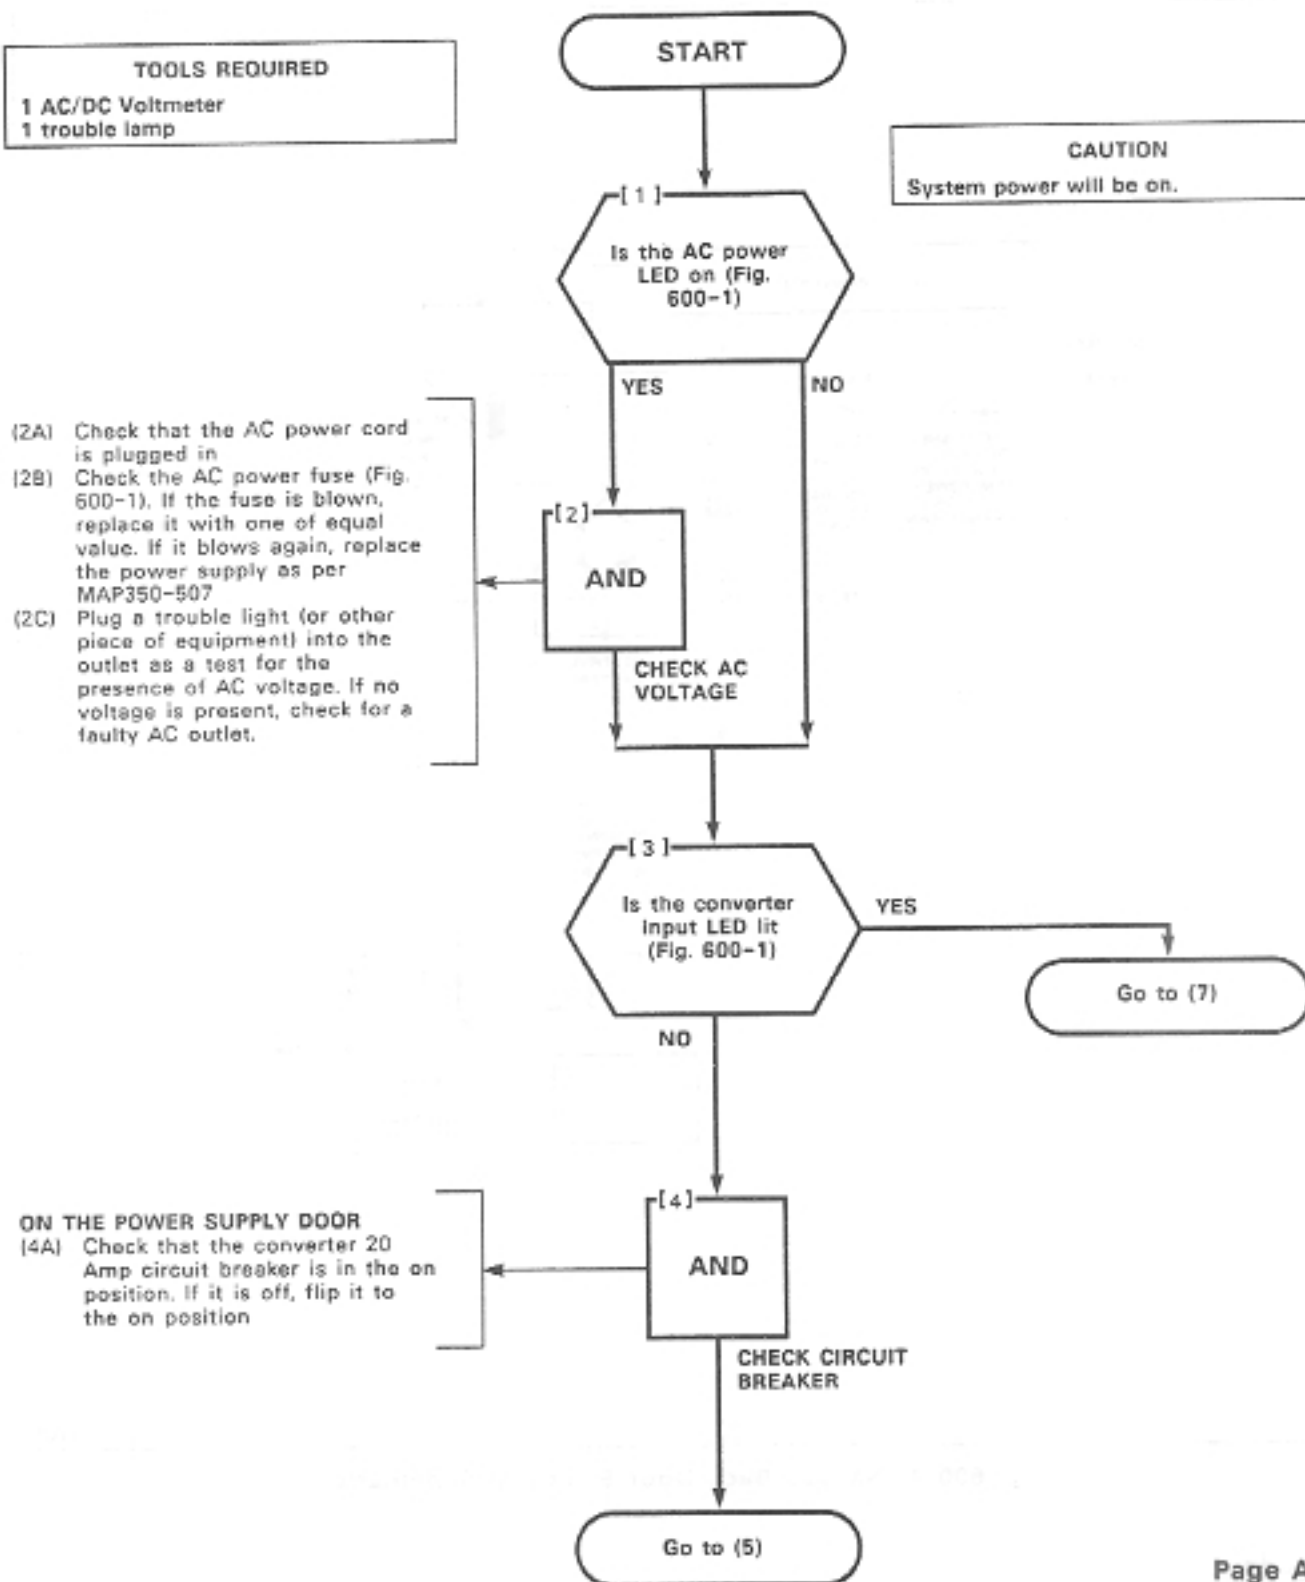 START
TOOLS REQUIRED
1 AC/DC Voltmeter
1 trouble lamp
CAUTION
System power will be on.
[1]
Is the AC power
LED on (Fig.
600-1)
YES
NO
(2A) Check that the AC power cord
is plugged in
(2B) Check the AC power fuse (Fig.
600-1). If the fuse is blown,
replace it with one of equal
value. If it blows again, replace
the power supply as per
MAP350-507
(2C) Plug a trouble light (or other
piece of equipment) into the
outlet as a test for the
presence of AC voltage. If no
voltage is present, check for a
faulty AC outlet.
[2]
AND
CHECK AC
VOLTAGE
[3]
Is the converter
input LED lit
(Fig. 600-1)
YES
Go to (7)
NO
ON THE POWER SUPPLY DOOR
(4A) Check that the converter 20
Amp circuit breaker is in the on
position. If it is off, flip it to
the on position
[4]
AND
CHECK CIRCUIT
BREAKER
Go to (5)
Page A